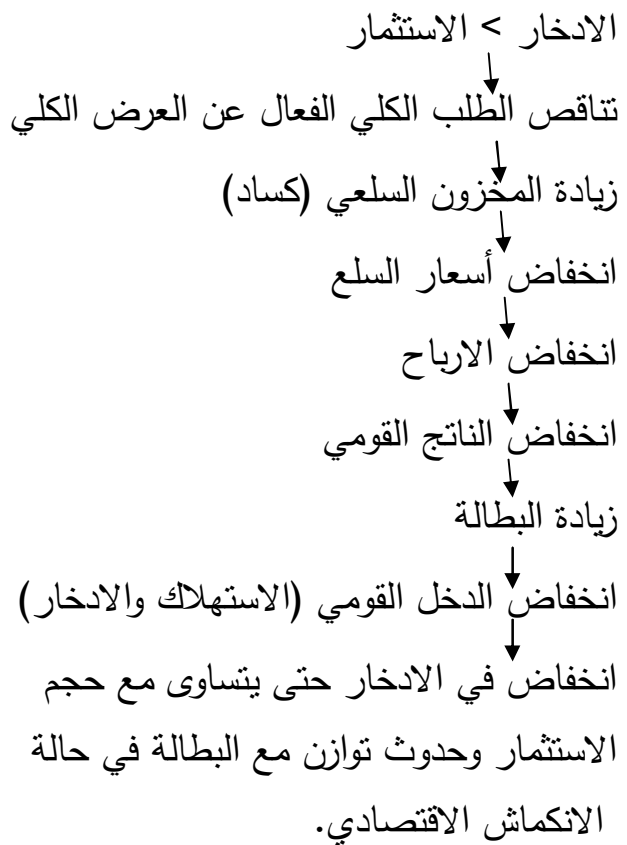 الادخار > الاستثمار
تناقص الطلب الكلي الفعال عن العرض الكلي
زيادة المخزون السلعي (كساد)
انخفاض أسعار السلع
انخفاض الارباح
انخفاض الناتج القومي
زيادة البطالة
انخفاض الدخل القومي (الاستهلاك والادخار)
انخفاض في الادخار حتى يتساوى مع حجم
الاستثمار وحدوث توازن مع البطالة في حالة
الانكماش الاقتصادي.